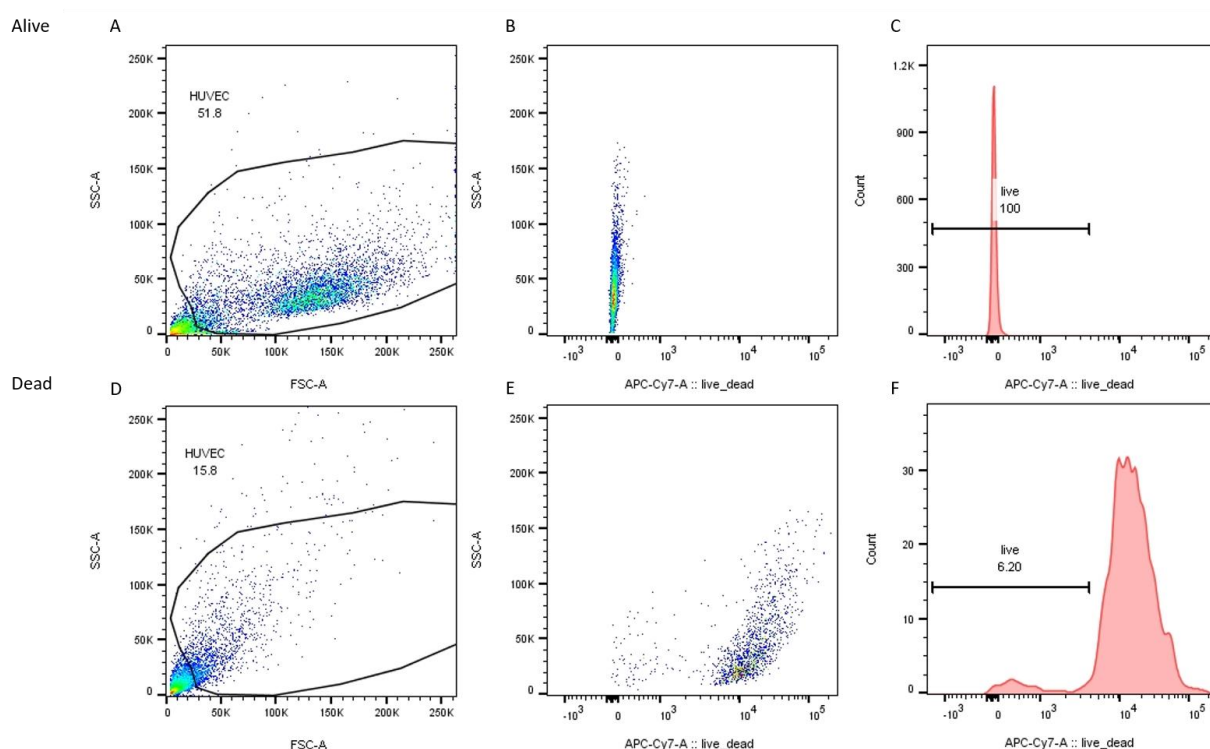 Alive
A
B
C
250K
200K
150K
100K
50K
0
SSC-A
HUVEC
51.8
0 50K 100K 150K 200K 250K
FSC-A
250K
200K
150K
100K
50K
0
SSC-A
-10³ 0 10³ 10⁴ 10⁵
APC-Cy7-A :: live_dead
1.2K
900
600
300
0
Count
live
100
-10³ 0 10³ 10⁴ 10⁵
APC-Cy7-A :: live_dead
Dead
D
E
F
250K
200K
150K
100K
50K
0
SSC-A
HUVEC
15.8
0 50K 100K 150K 200K 250K
FSC-A
250K
200K
150K
100K
50K
0
SSC-A
-10³ 0 10³ 10⁴ 10⁵
APC-Cy7-A :: live_dead
30
20
10
0
Count
live
6.20
-10³ 0 10³ 10⁴ 10⁵
APC-Cy7-A :: live_dead